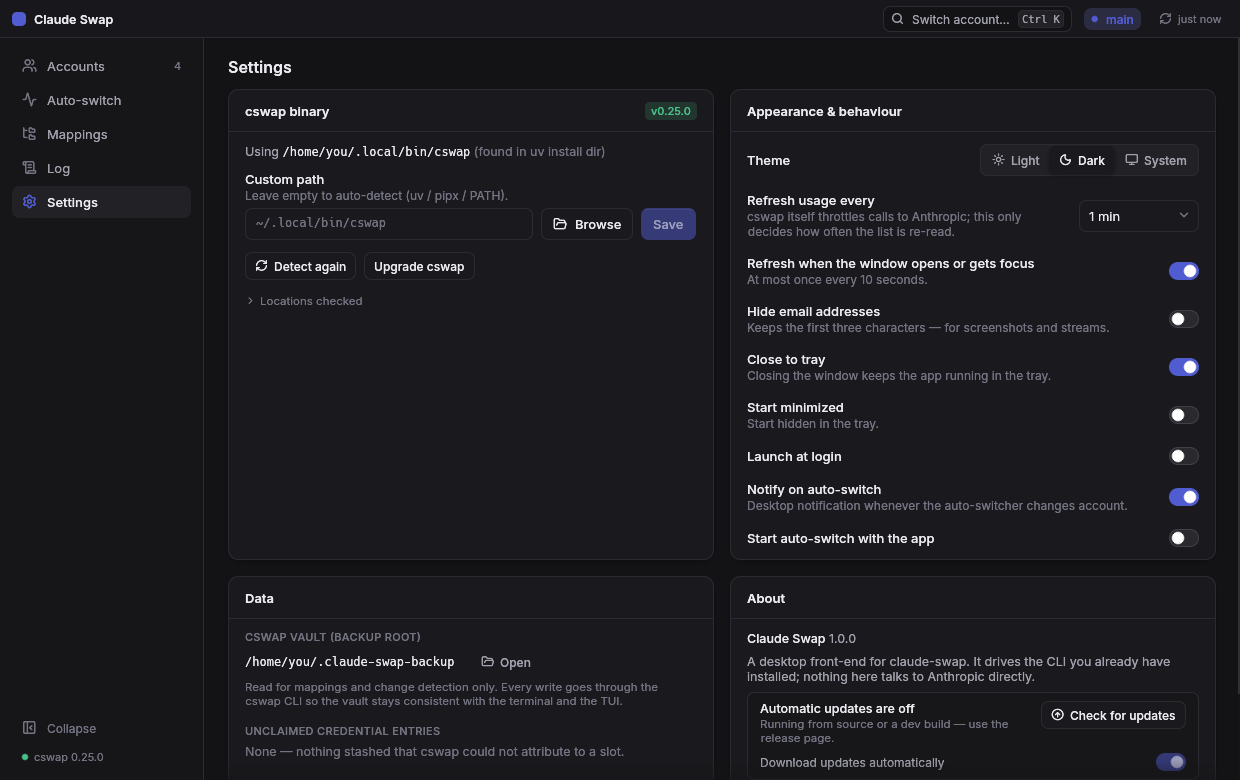 Claude Swap
Switch account... Ctrl K
main
just now
Accounts 4
Auto-switch
Mappings
Log
Settings
Collapse
cswap 0.25.0
Settings
cswap binary
v0.25.0
Using /home/you/.local/bin/cswap (found in uv install dir)
Custom path
Leave empty to auto-detect (uv / pipx / PATH).
~/.local/bin/cswap
Browse
Save
Detect again
Upgrade cswap
Locations checked
Appearance & behaviour
Theme
Light
Dark
System
Refresh usage every
cswap itself throttles calls to Anthropic; this only
decides how often the list is re-read.
1 min
Refresh when the window opens or gets focus
At most once every 10 seconds.
Hide email addresses
Keeps the first three characters — for screenshots and streams.
Close to tray
Closing the window keeps the app running in the tray.
Start minimized
Start hidden in the tray.
Launch at login
Notify on auto-switch
Desktop notification whenever the auto-switcher changes account.
Start auto-switch with the app
Data
CSWAP VAULT (BACKUP ROOT)
/home/you/.claude-swap-backup
Open
Read for mappings and change detection only. Every write goes through the
cswap CLI so the vault stays consistent with the terminal and the TUI.
UNCLAIMED CREDENTIAL ENTRIES
None — nothing stashed that cswap could not attribute to a slot.
About
Claude Swap 1.0.0
A desktop front-end for claude-swap. It drives the CLI you already have
installed; nothing here talks to Anthropic directly.
Automatic updates are off
Running from source or a dev build — use the
release page.
Check for updates
Download updates automatically